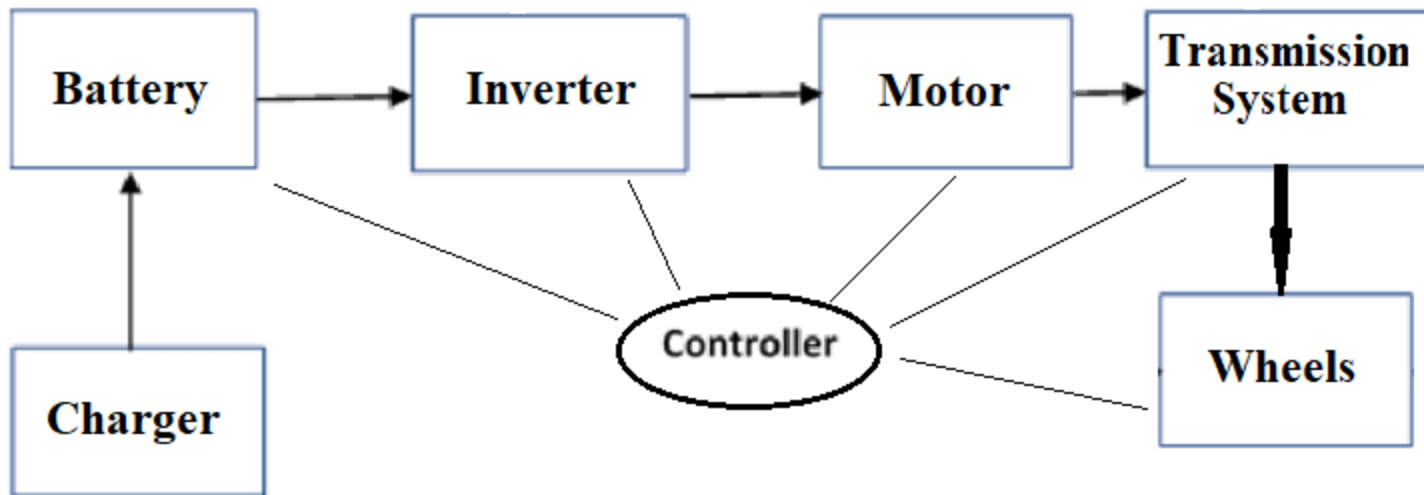 Battery
Inverter
Motor
Transmission
System
Controller
Wheels
Charger